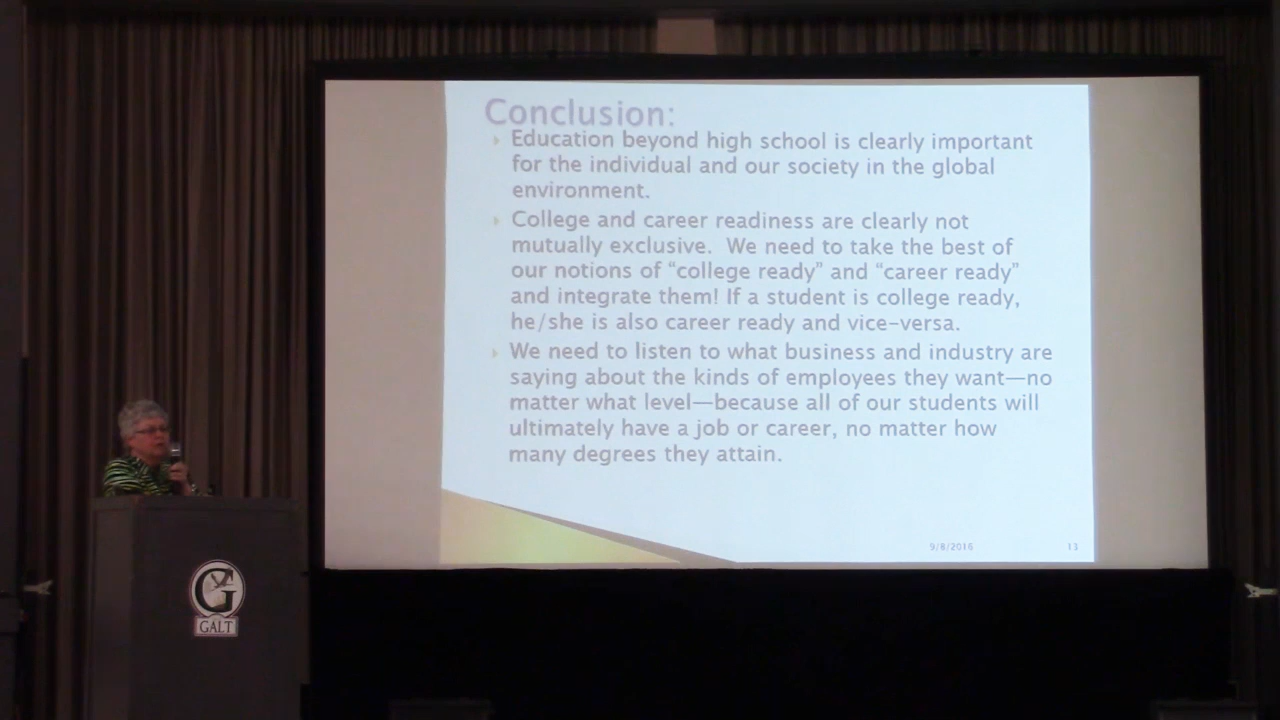 Conclusion:
Education beyond high school is clearly important
for the individual and our society in the global
environment.
College and career readiness are clearly not
mutually exclusive. We need to take the best of
our notions of “college ready” and “career ready”
and integrate them! If a student is college ready,
he/she is also career ready and vice-versa.
We need to listen to what business and industry are
saying about the kinds of employees they want—no
matter what level—because all of our students will
ultimately have a job or career, no matter how
many degrees they attain.
9/8/2016 13
G
GALT